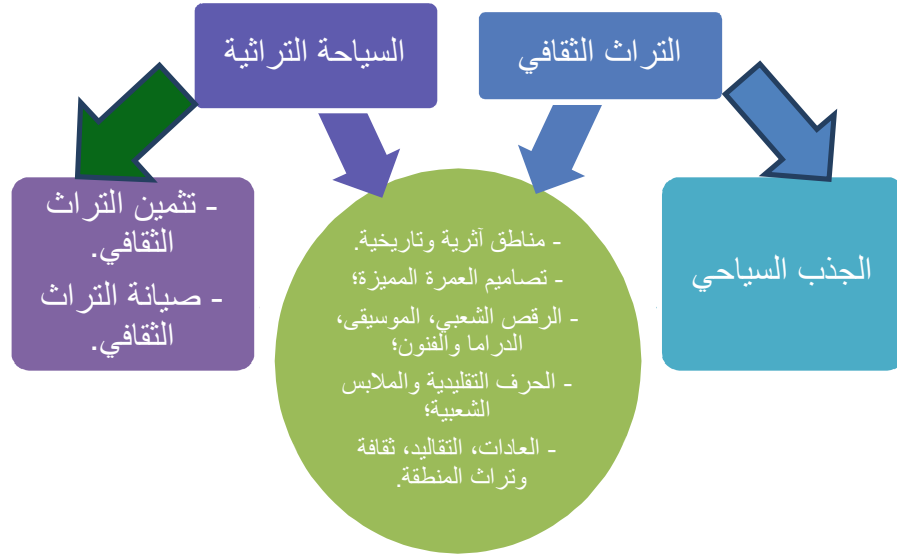 التراث الثقافي
السياحة التراثية
الجذب السياحي
- مناطق آثرية وتاريخية.
- تصاميم العمرة المميزة؛
- الرقص الشعبي، الموسيقى،
الدراما والفنون؛
- الحرف التقليدية والملابس
الشعبية؛
- العادات، التقاليد، ثقافة
وتراث المنطقة.
- تثمين التراث
الثقافي.
- صيانة التراث
الثقافي.